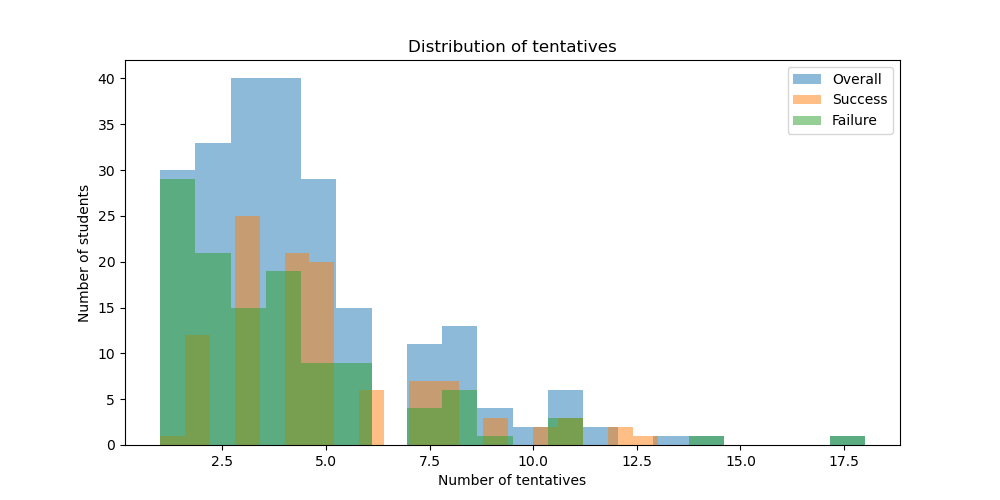 Distribution of tentatives
Overall
Success
Failure
40
35
30
25
20
15
10
5
0
Number of students
2.5 5.0 7.5 10.0 12.5 15.0 17.5
Number of tentatives